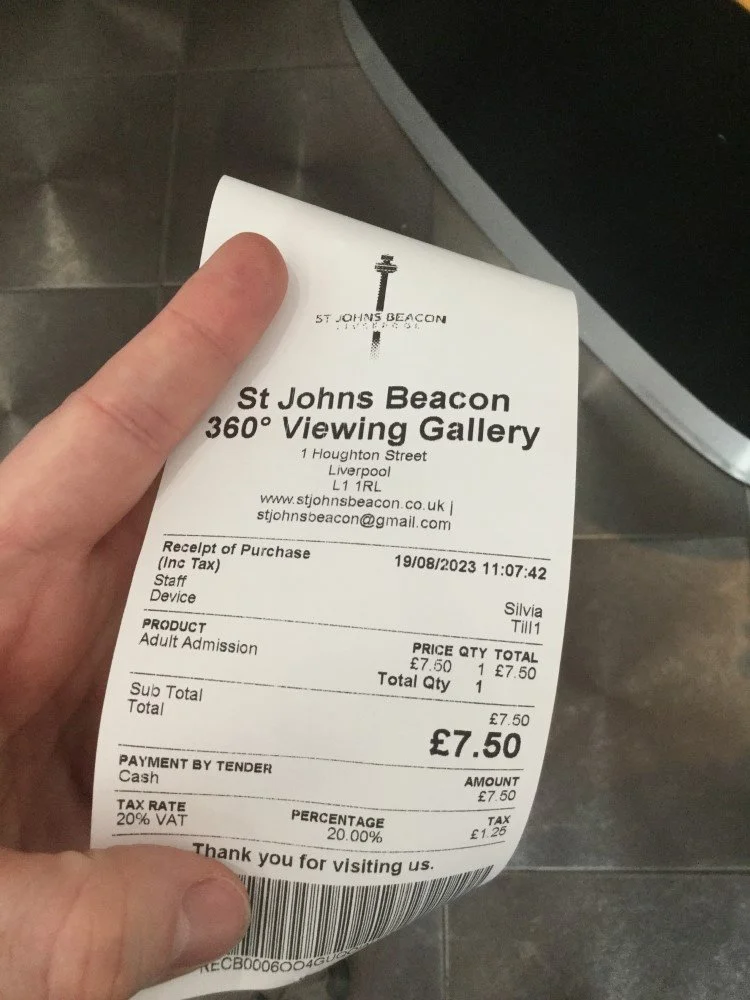 ST JOHNS BEACON
LIVERPOOL
St Johns Beacon
360° Viewing Gallery
1 Houghton Street
Liverpool
L1 1RL
www.stjohnsbeacon.co.uk |
stjohnsbeacon@gmail.com
Receipt of Purchase 19/08/2023 11:07:42
(Inc Tax)
Staff Silvia
Device Till1
PRODUCT PRICE QTY TOTAL
Adult Admission £7.50 1 £7.50
Total Qty 1
Sub Total £7.50
Total £7.50
PAYMENT BY TENDER AMOUNT
Cash £7.50
TAX RATE PERCENTAGE TAX
20% VAT 20.00% £1.25
Thank you for visiting us.